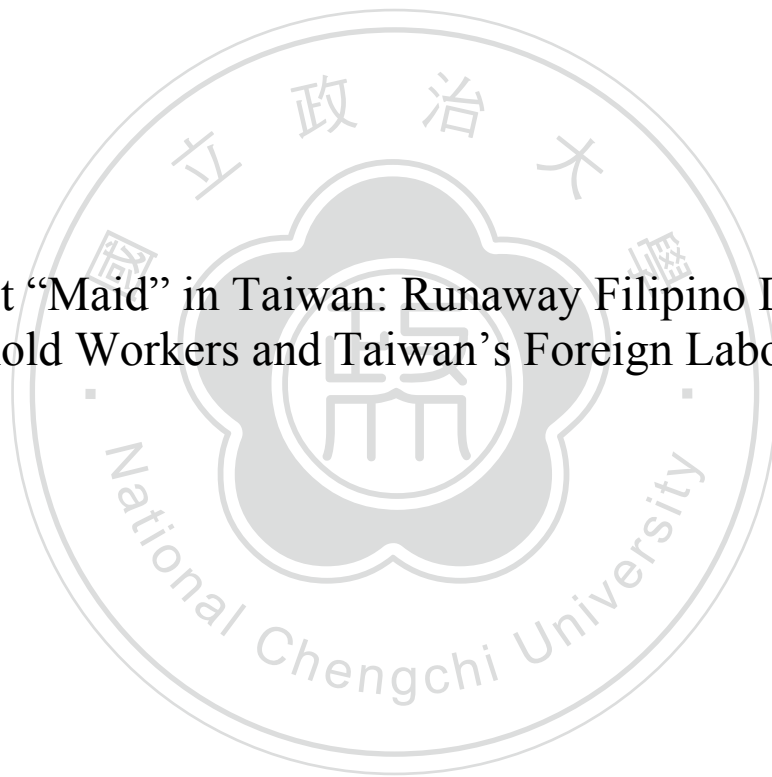 國立政治大學
t “Maid” in Taiwan: Runaway Filipino D
old Workers and Taiwan’s Foreign Labo
National Chengchi University